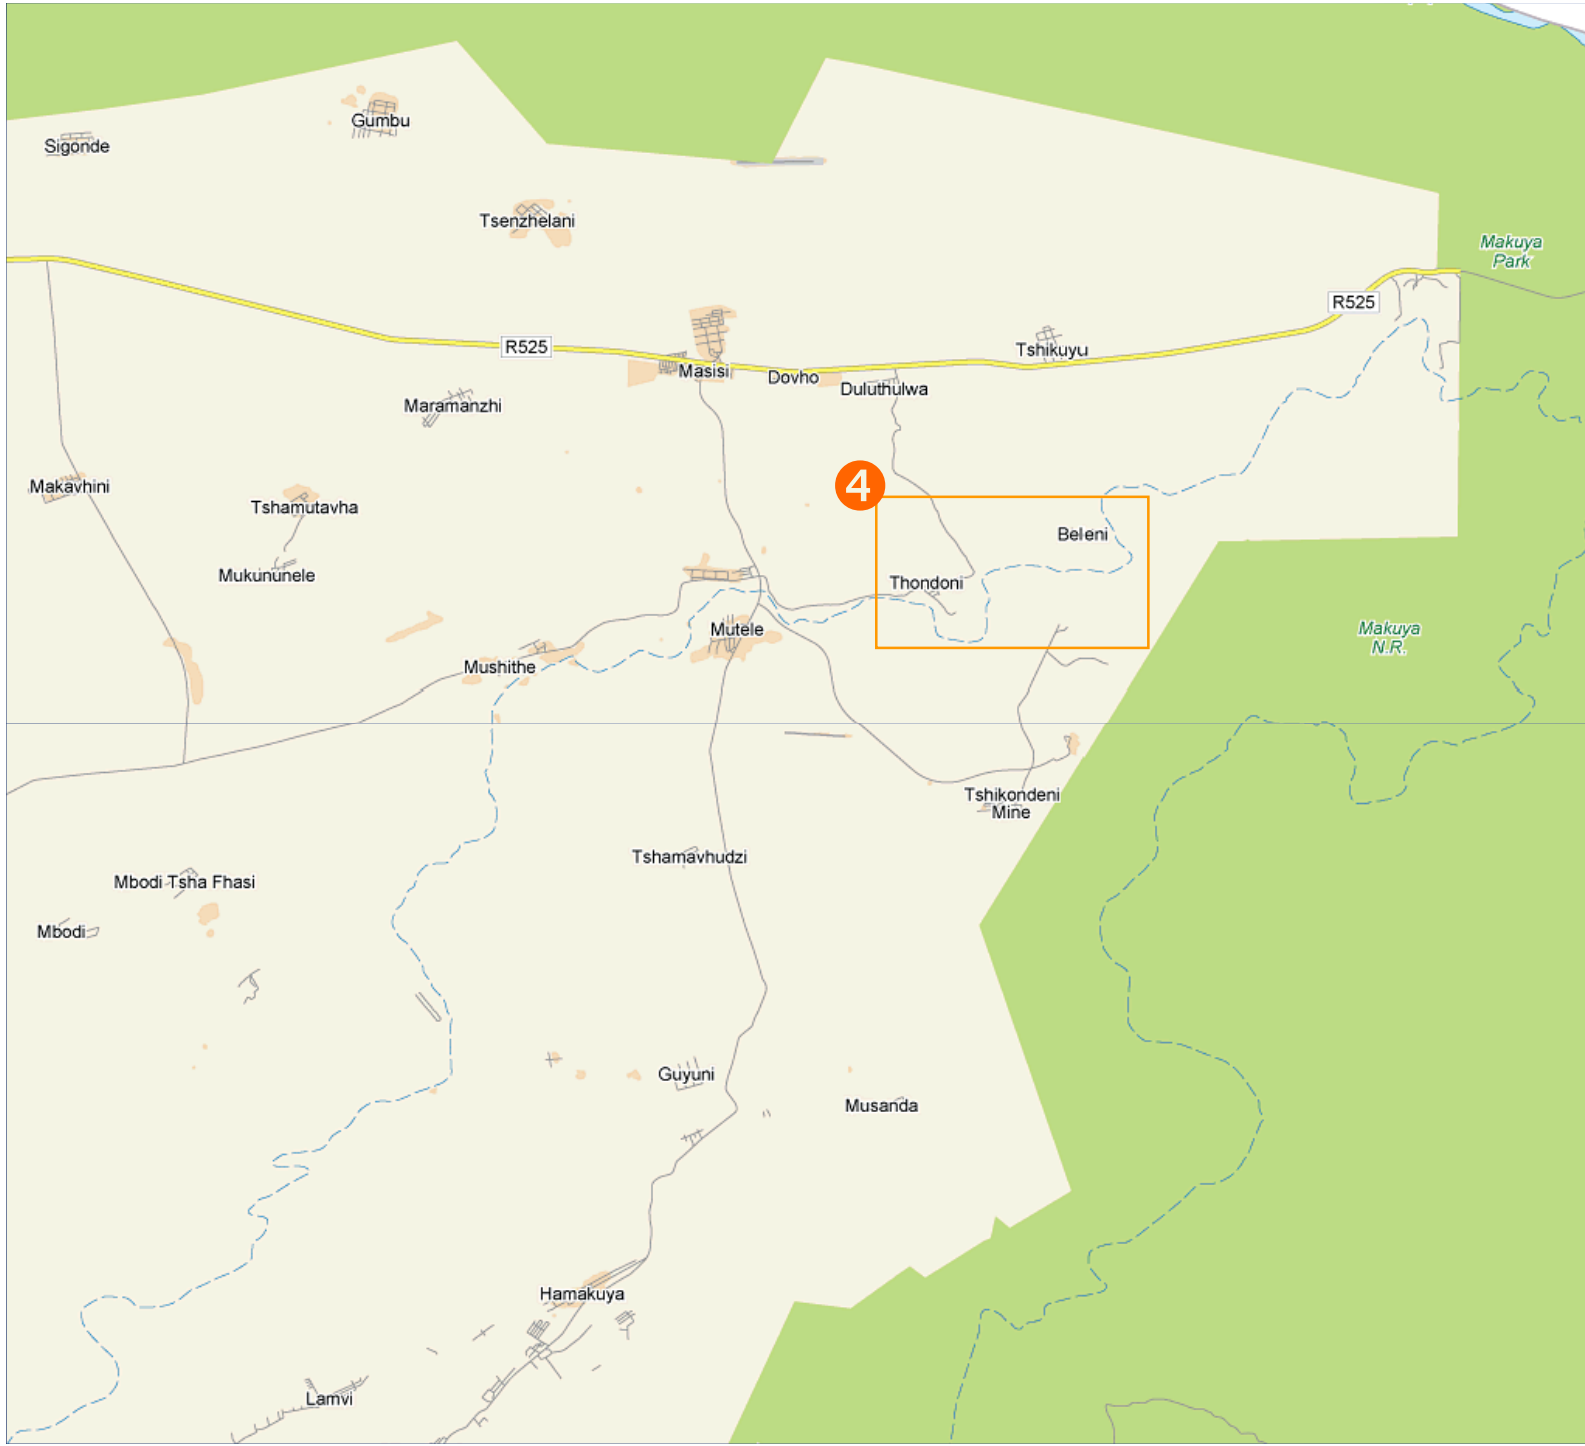 Gumbu
Sigonde
Tsenzhelani
Makuya
Park
R525
R525
Tshikuyu
Masisi
Dovho
Duluthulwa
Maramanzhi
4
Makavhini
Tshamutavha
Beleni
Mukununele
Thondoni
Mutele
Makuya
N.R.
Mushithe
Tshikondeni
Mine
Tshamavhudzi
Mbodi Tsha Fhasi
Mbodi
Guyuni
Musanda
Hamakuya
Lamvi